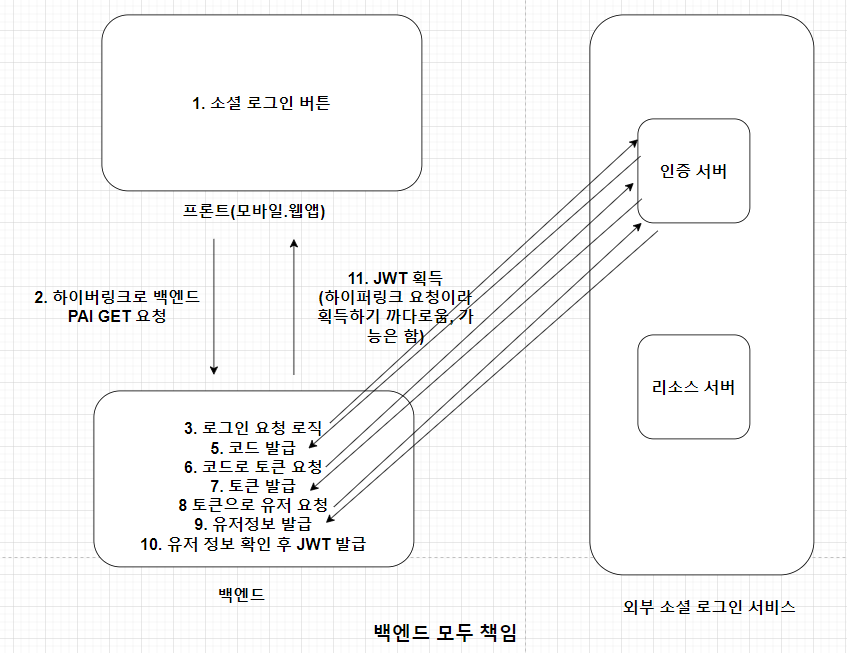 1. 소셜 로그인 버튼
프론트(모바일.웹앱)
2. 하이버링크로 백엔드
PAI GET 요청
11. JWT 획득
(하이퍼링크 요청이라
획득하기 까다로움, 가
능은 함)
3. 로그인 요청 로직
5. 코드 발급
6. 코드로 토큰 요청
7. 토큰 발급
8 토큰으로 유저 요청
9. 유저정보 발급
10. 유저 정보 확인 후 JWT 발급
백엔드
인증 서버
리소스 서버
외부 소셜 로그인 서비스
백엔드 모두 책임